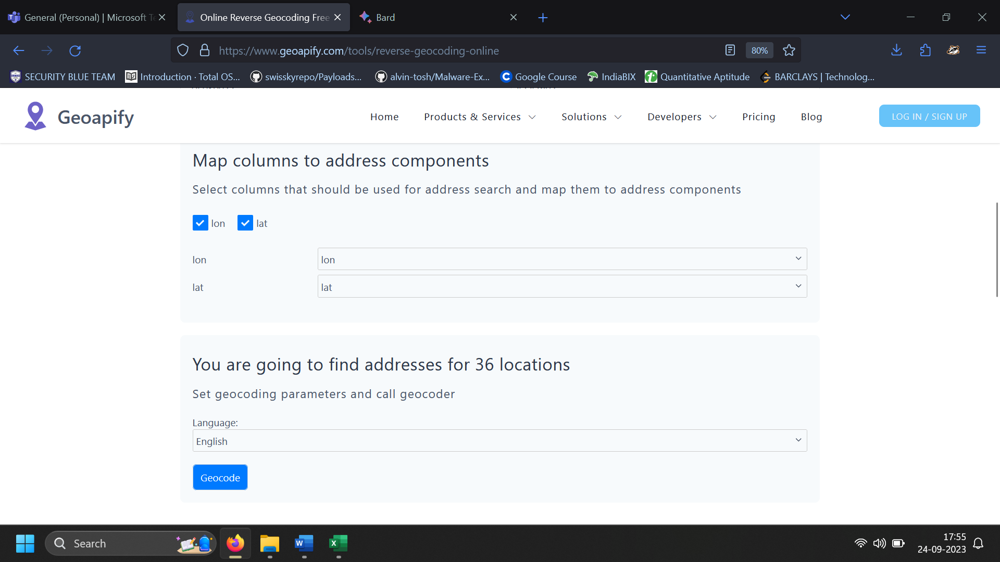 General (Personal) | Microsoft Te
Online Reverse Geocoding Free
Bard
https://www.geoapify.com/tools/reverse-geocoding-online
80%
SECURITY BLUE TEAM
Introduction · Total OS...
swisskyrepo/Payloads...
alvin-tosh/Malware-Ex...
Google Course
IndiaBIX
Quantitative Aptitude
BARCLAYS | Technolog...
Geoapify
Home
Products & Services
Solutions
Developers
Pricing
Blog
LOG IN / SIGN UP
Map columns to address components
Select columns that should be used for address search and map them to address components
lon
lat
lon
lon
lat
lat
You are going to find addresses for 36 locations
Set geocoding parameters and call geocoder
Language:
English
Geocode
Search
17:55
24-09-2023